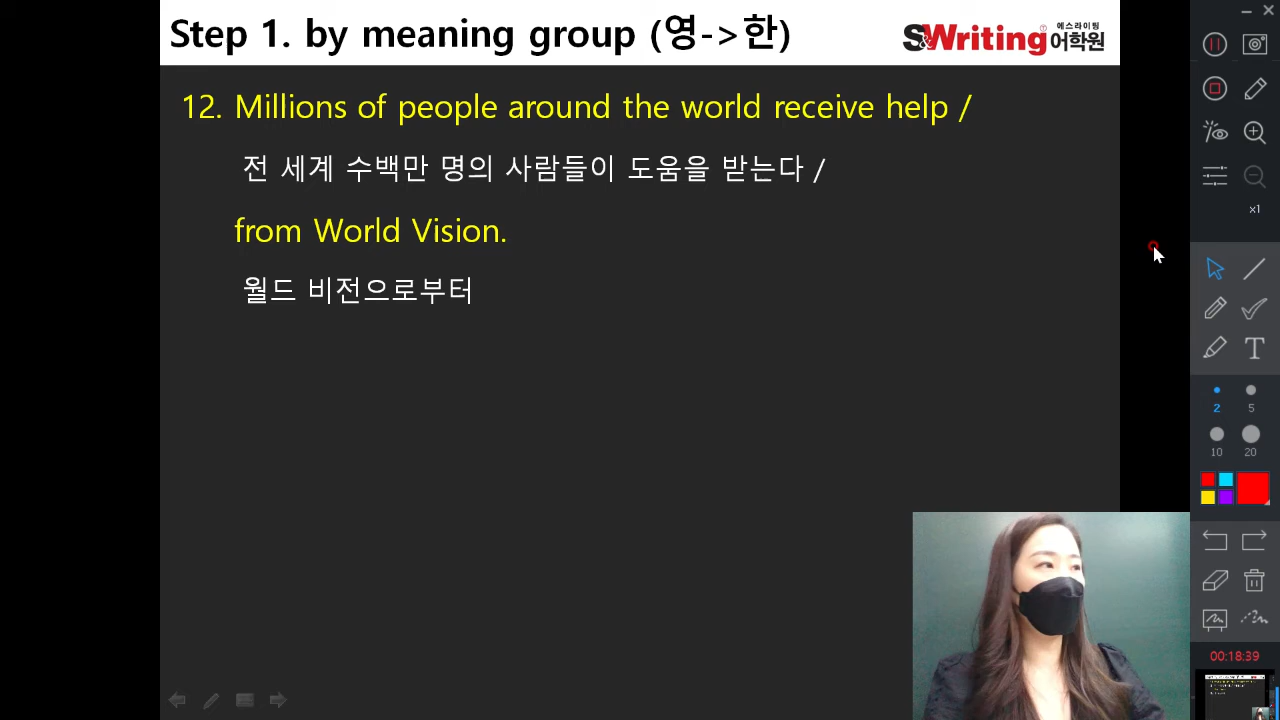 Step 1. by meaning group (영->한)
S&Writing 에스라이팅 어학원
12. Millions of people around the world receive help /
전 세계 수백만 명의 사람들이 도움을 받는다 /
from World Vision.
월드 비전으로부터
x1
T
2 5
10 20
00:18:39